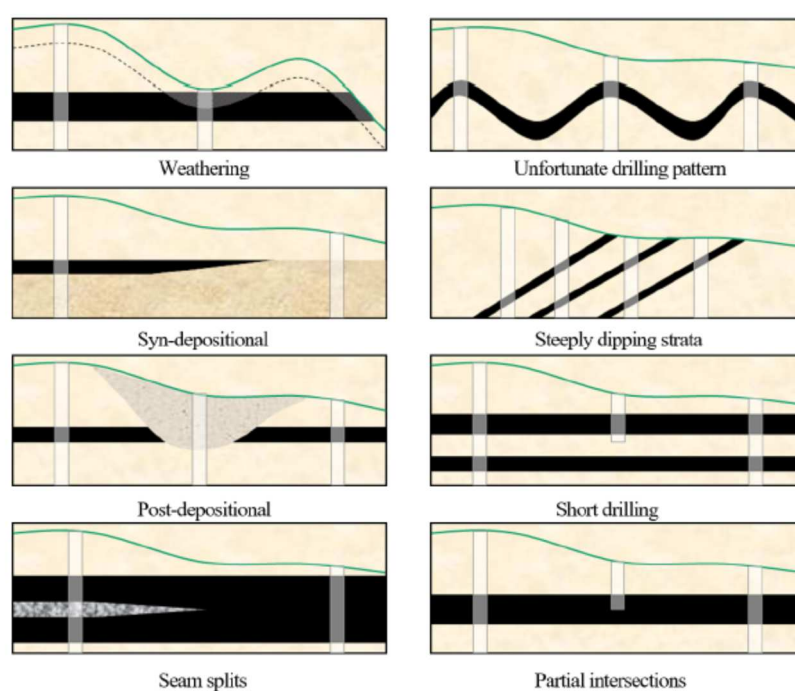 Weathering
Unfortunate drilling pattern
Syn-depositional
Steeply dipping strata
Post-depositional
Short drilling
Seam splits
Partial intersections